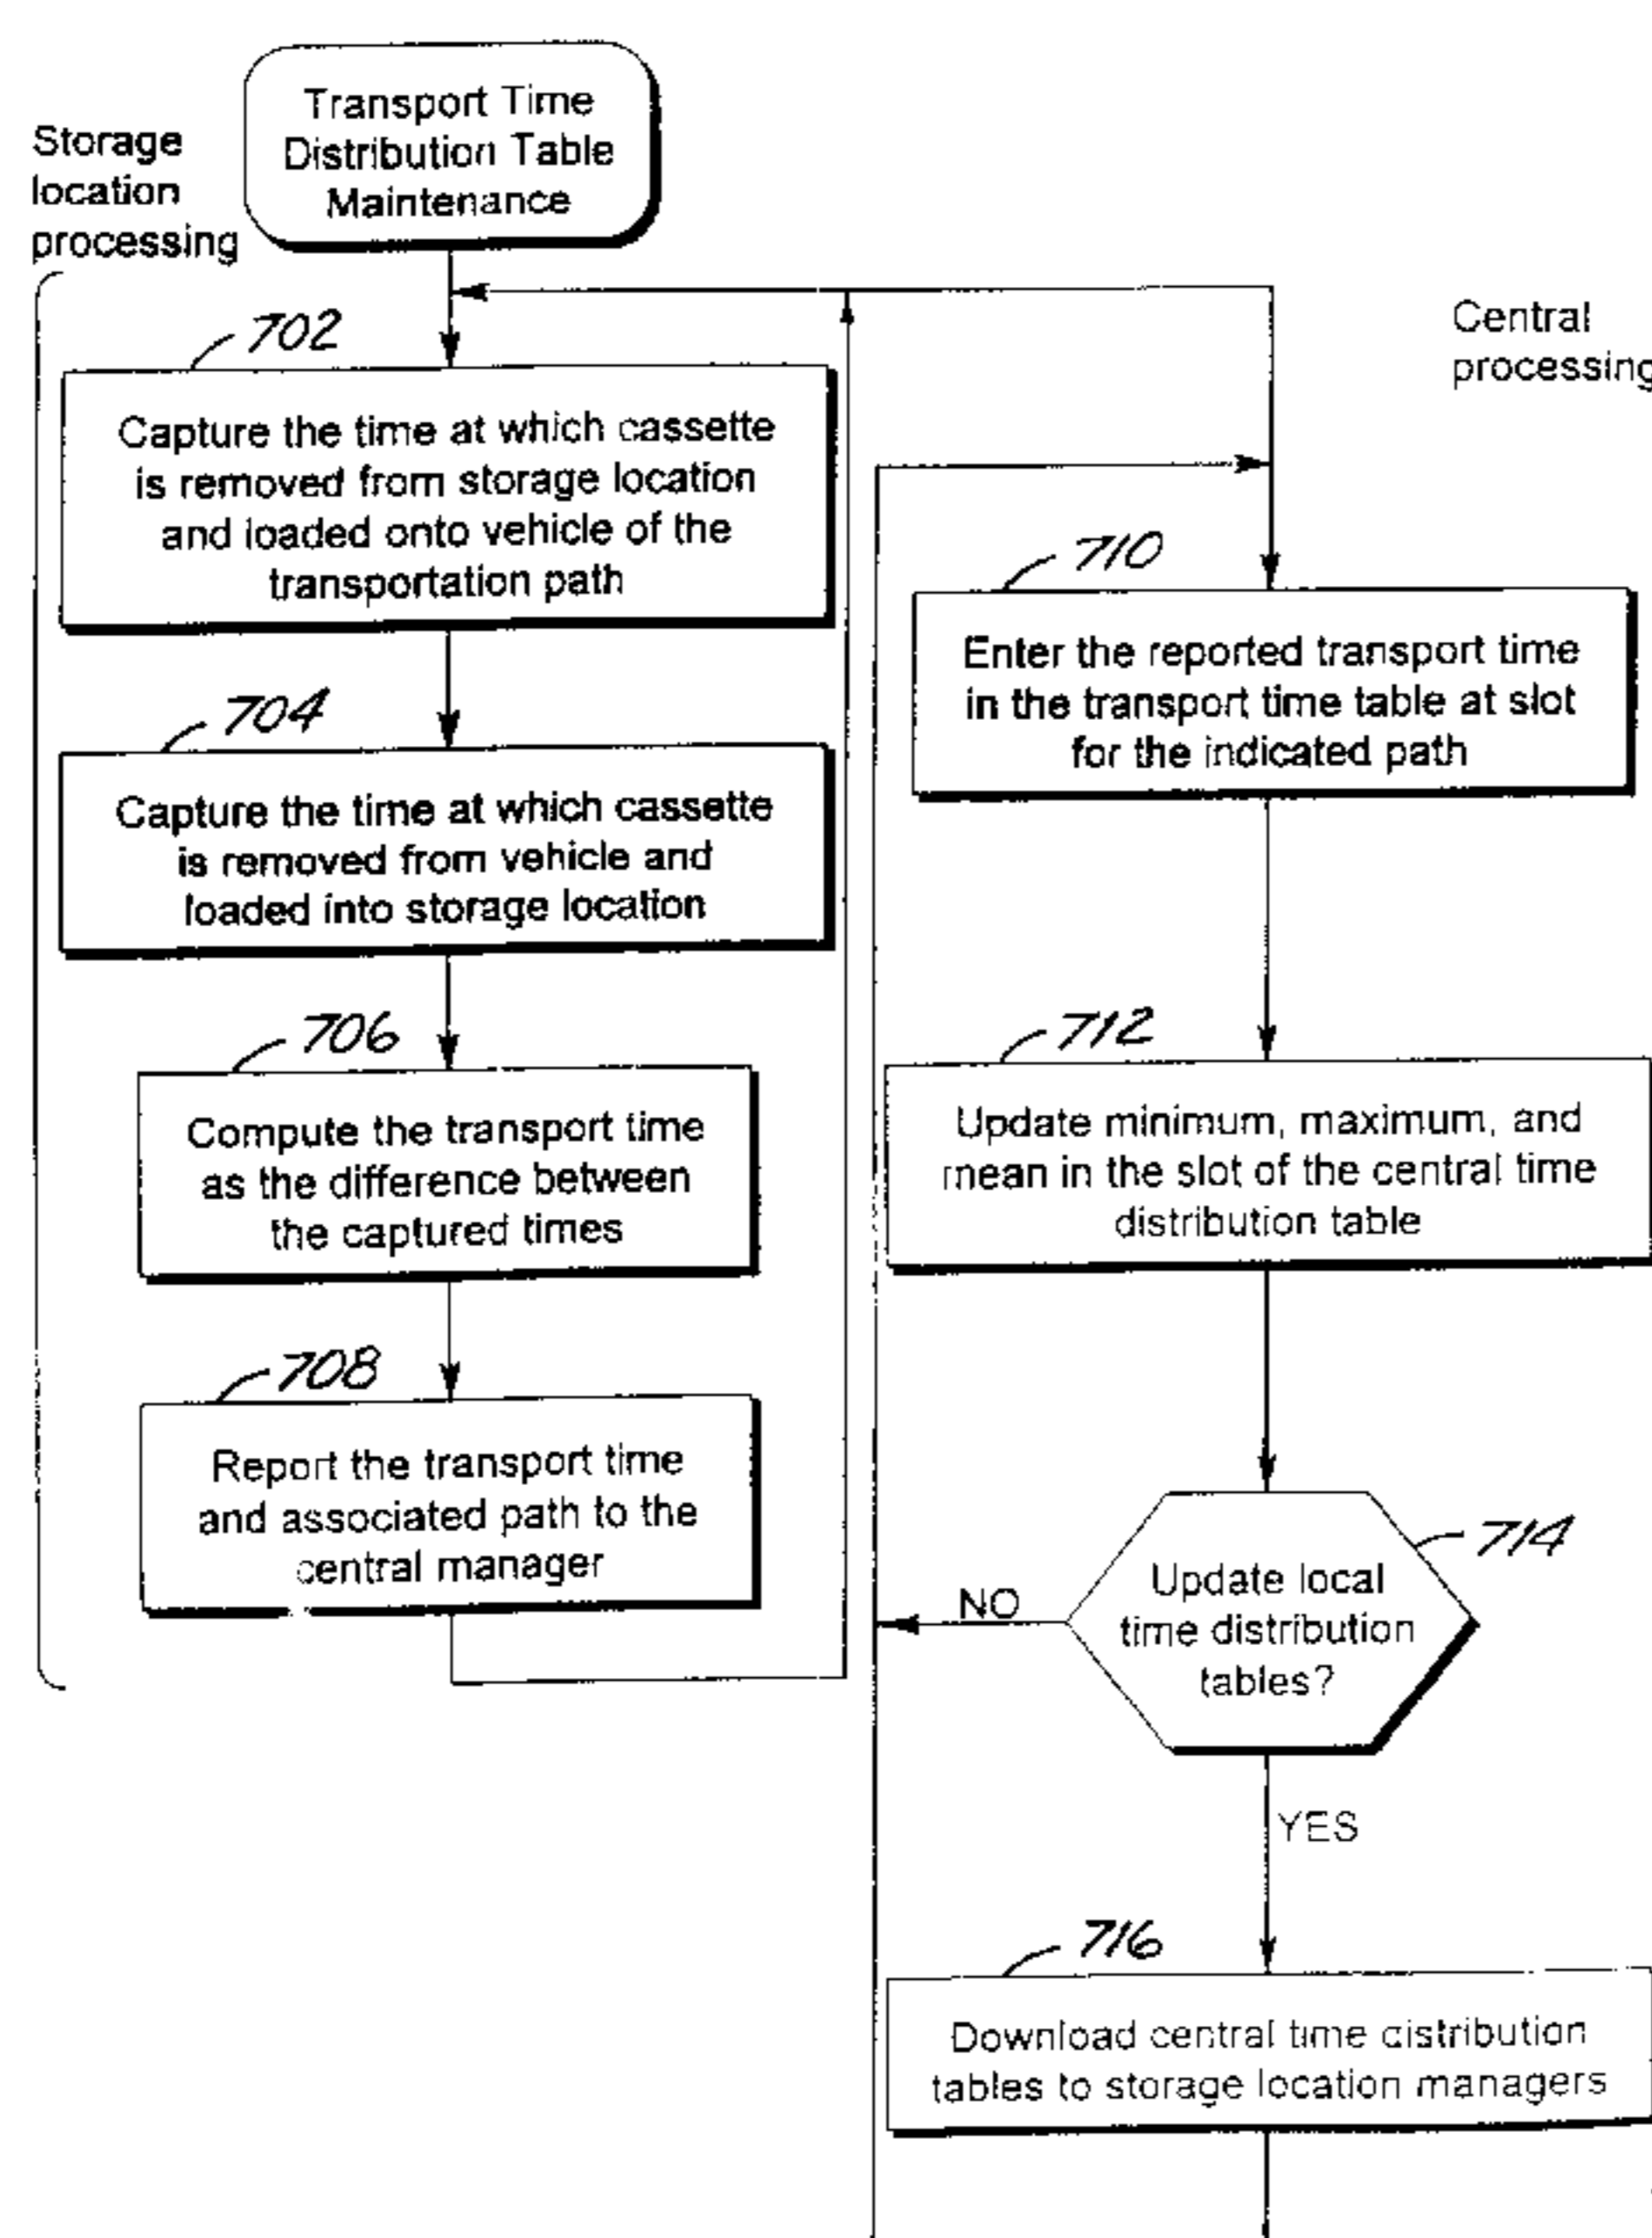 Transport Time
Distribution Table
Maintenance
Storage
location
processing
702
Capture the time at which cassette
is removed from storage location
and loaded onto vehicle of the
transportation path
704
Capture the time at which cassette
is removed from vehicle and
loaded into storage location
706
Compute the transport time
as the difference between
the captured times
708
Report the transport time
and associated path to the
central manager
Central
processing
710
Enter the reported transport time
in the transport time table at slot
for the indicated path
712
Update minimum, maximum, and
mean in the slot of the central time
distribution table
714
Update local
time distribution
tables?
NO
YES
716
Download central time distribution
tables to storage location managers